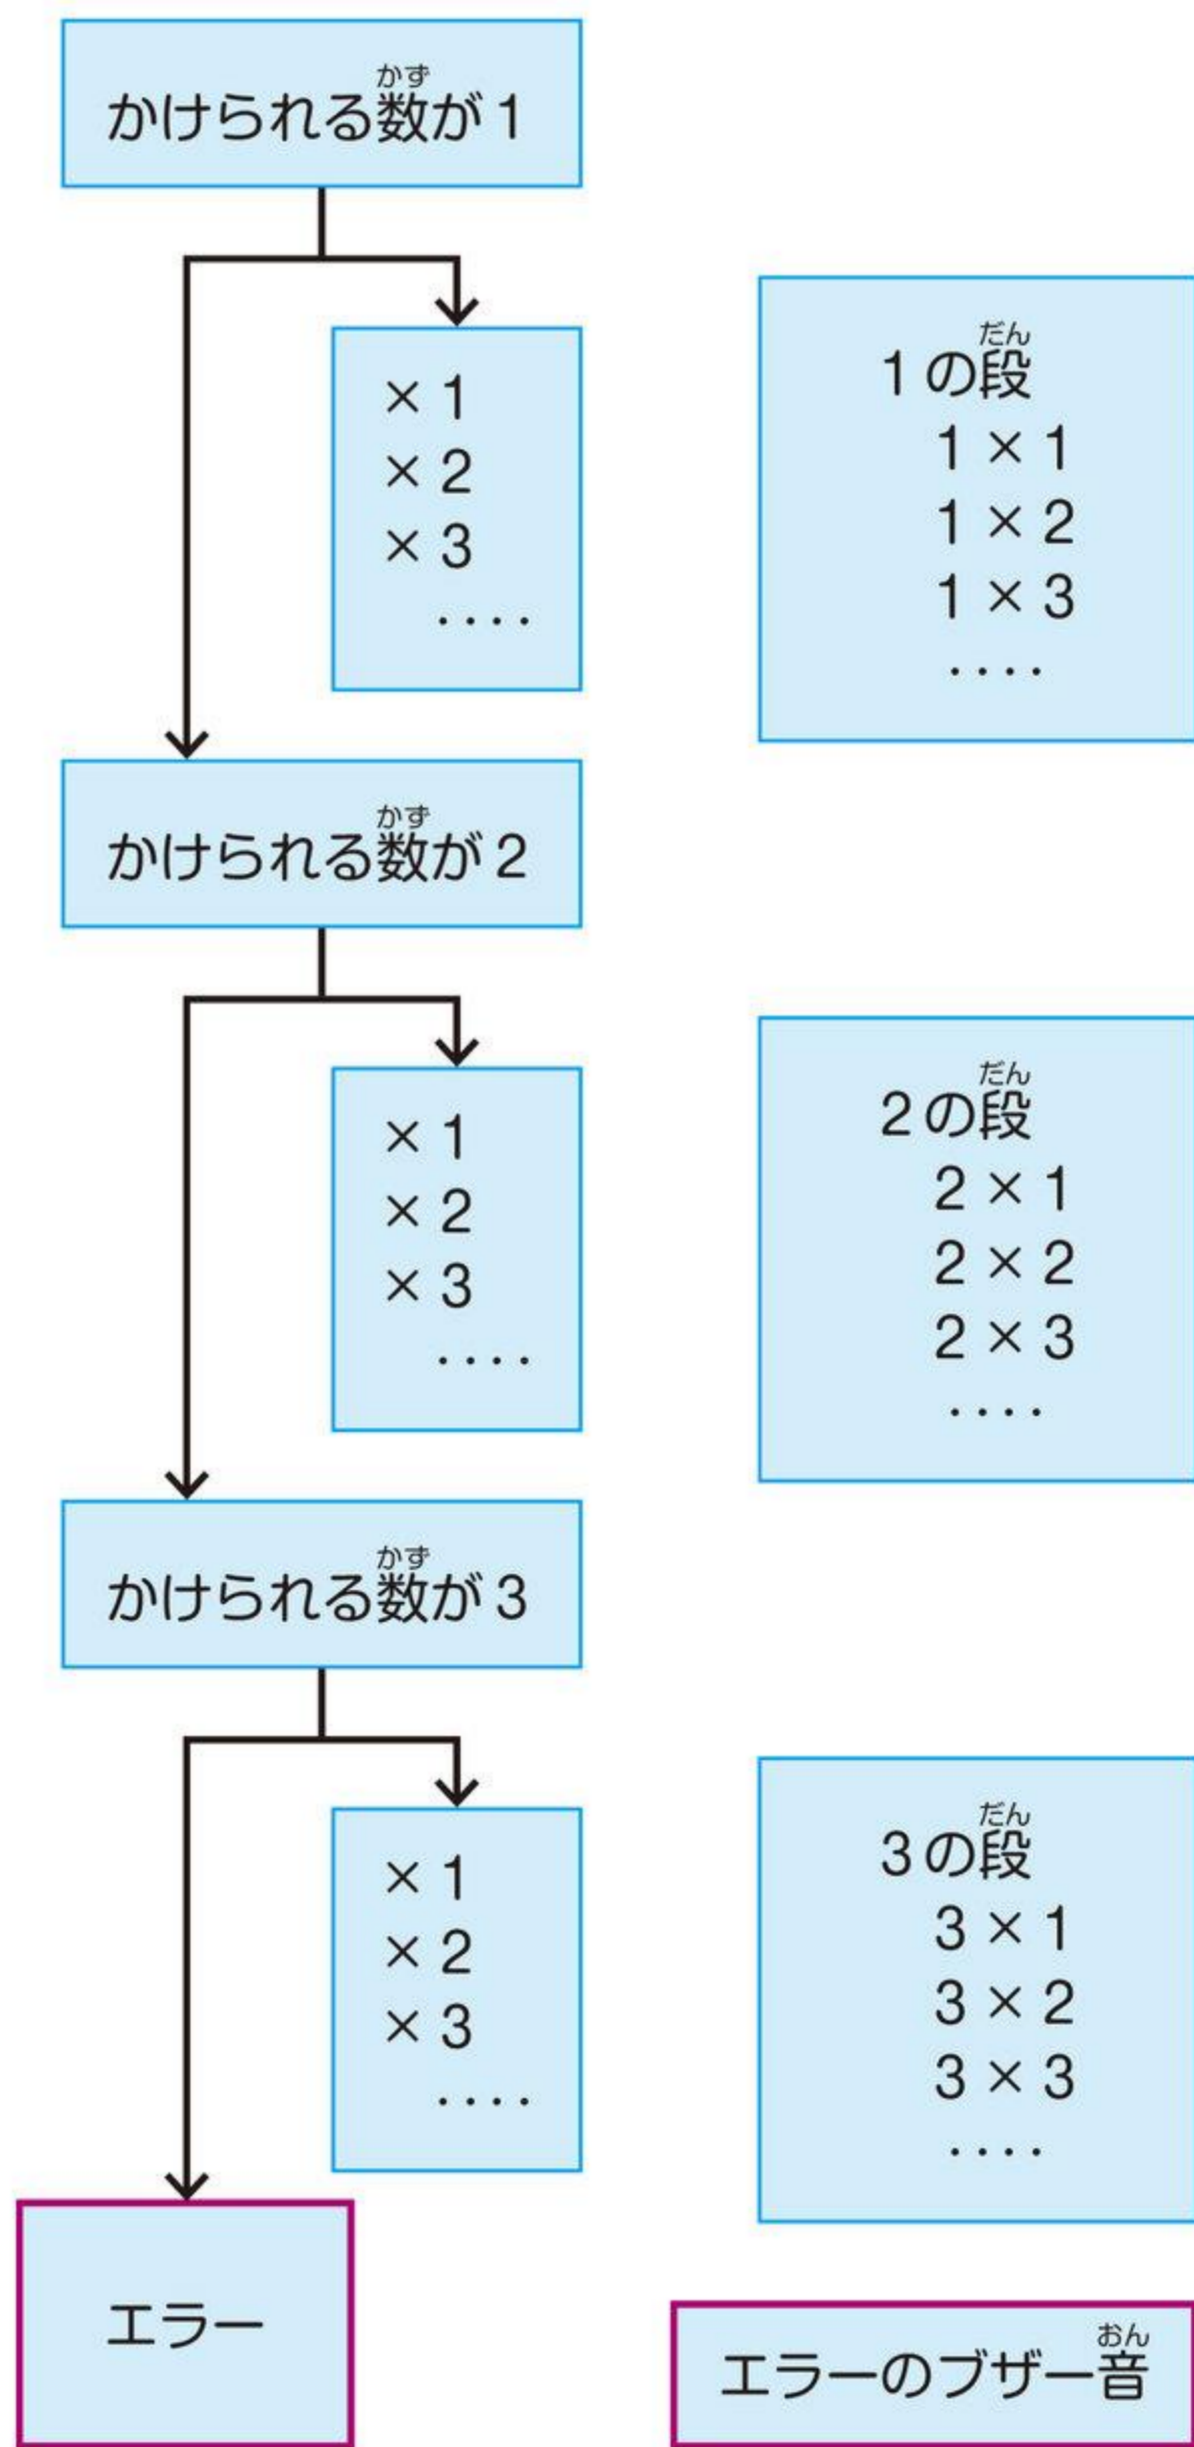 かけられる数が1
かず
×1
×2
×3
‥‥
1の段
だん
1×1
1×2
1×3
‥‥
かけられる数が2
かず
×1
×2
×3
‥‥
2の段
だん
2×1
2×2
2×3
‥‥
かけられる数が3
かず
×1
×2
×3
‥‥
3の段
だん
3×1
3×2
3×3
‥‥
エラー
エラーのブザー音
おん